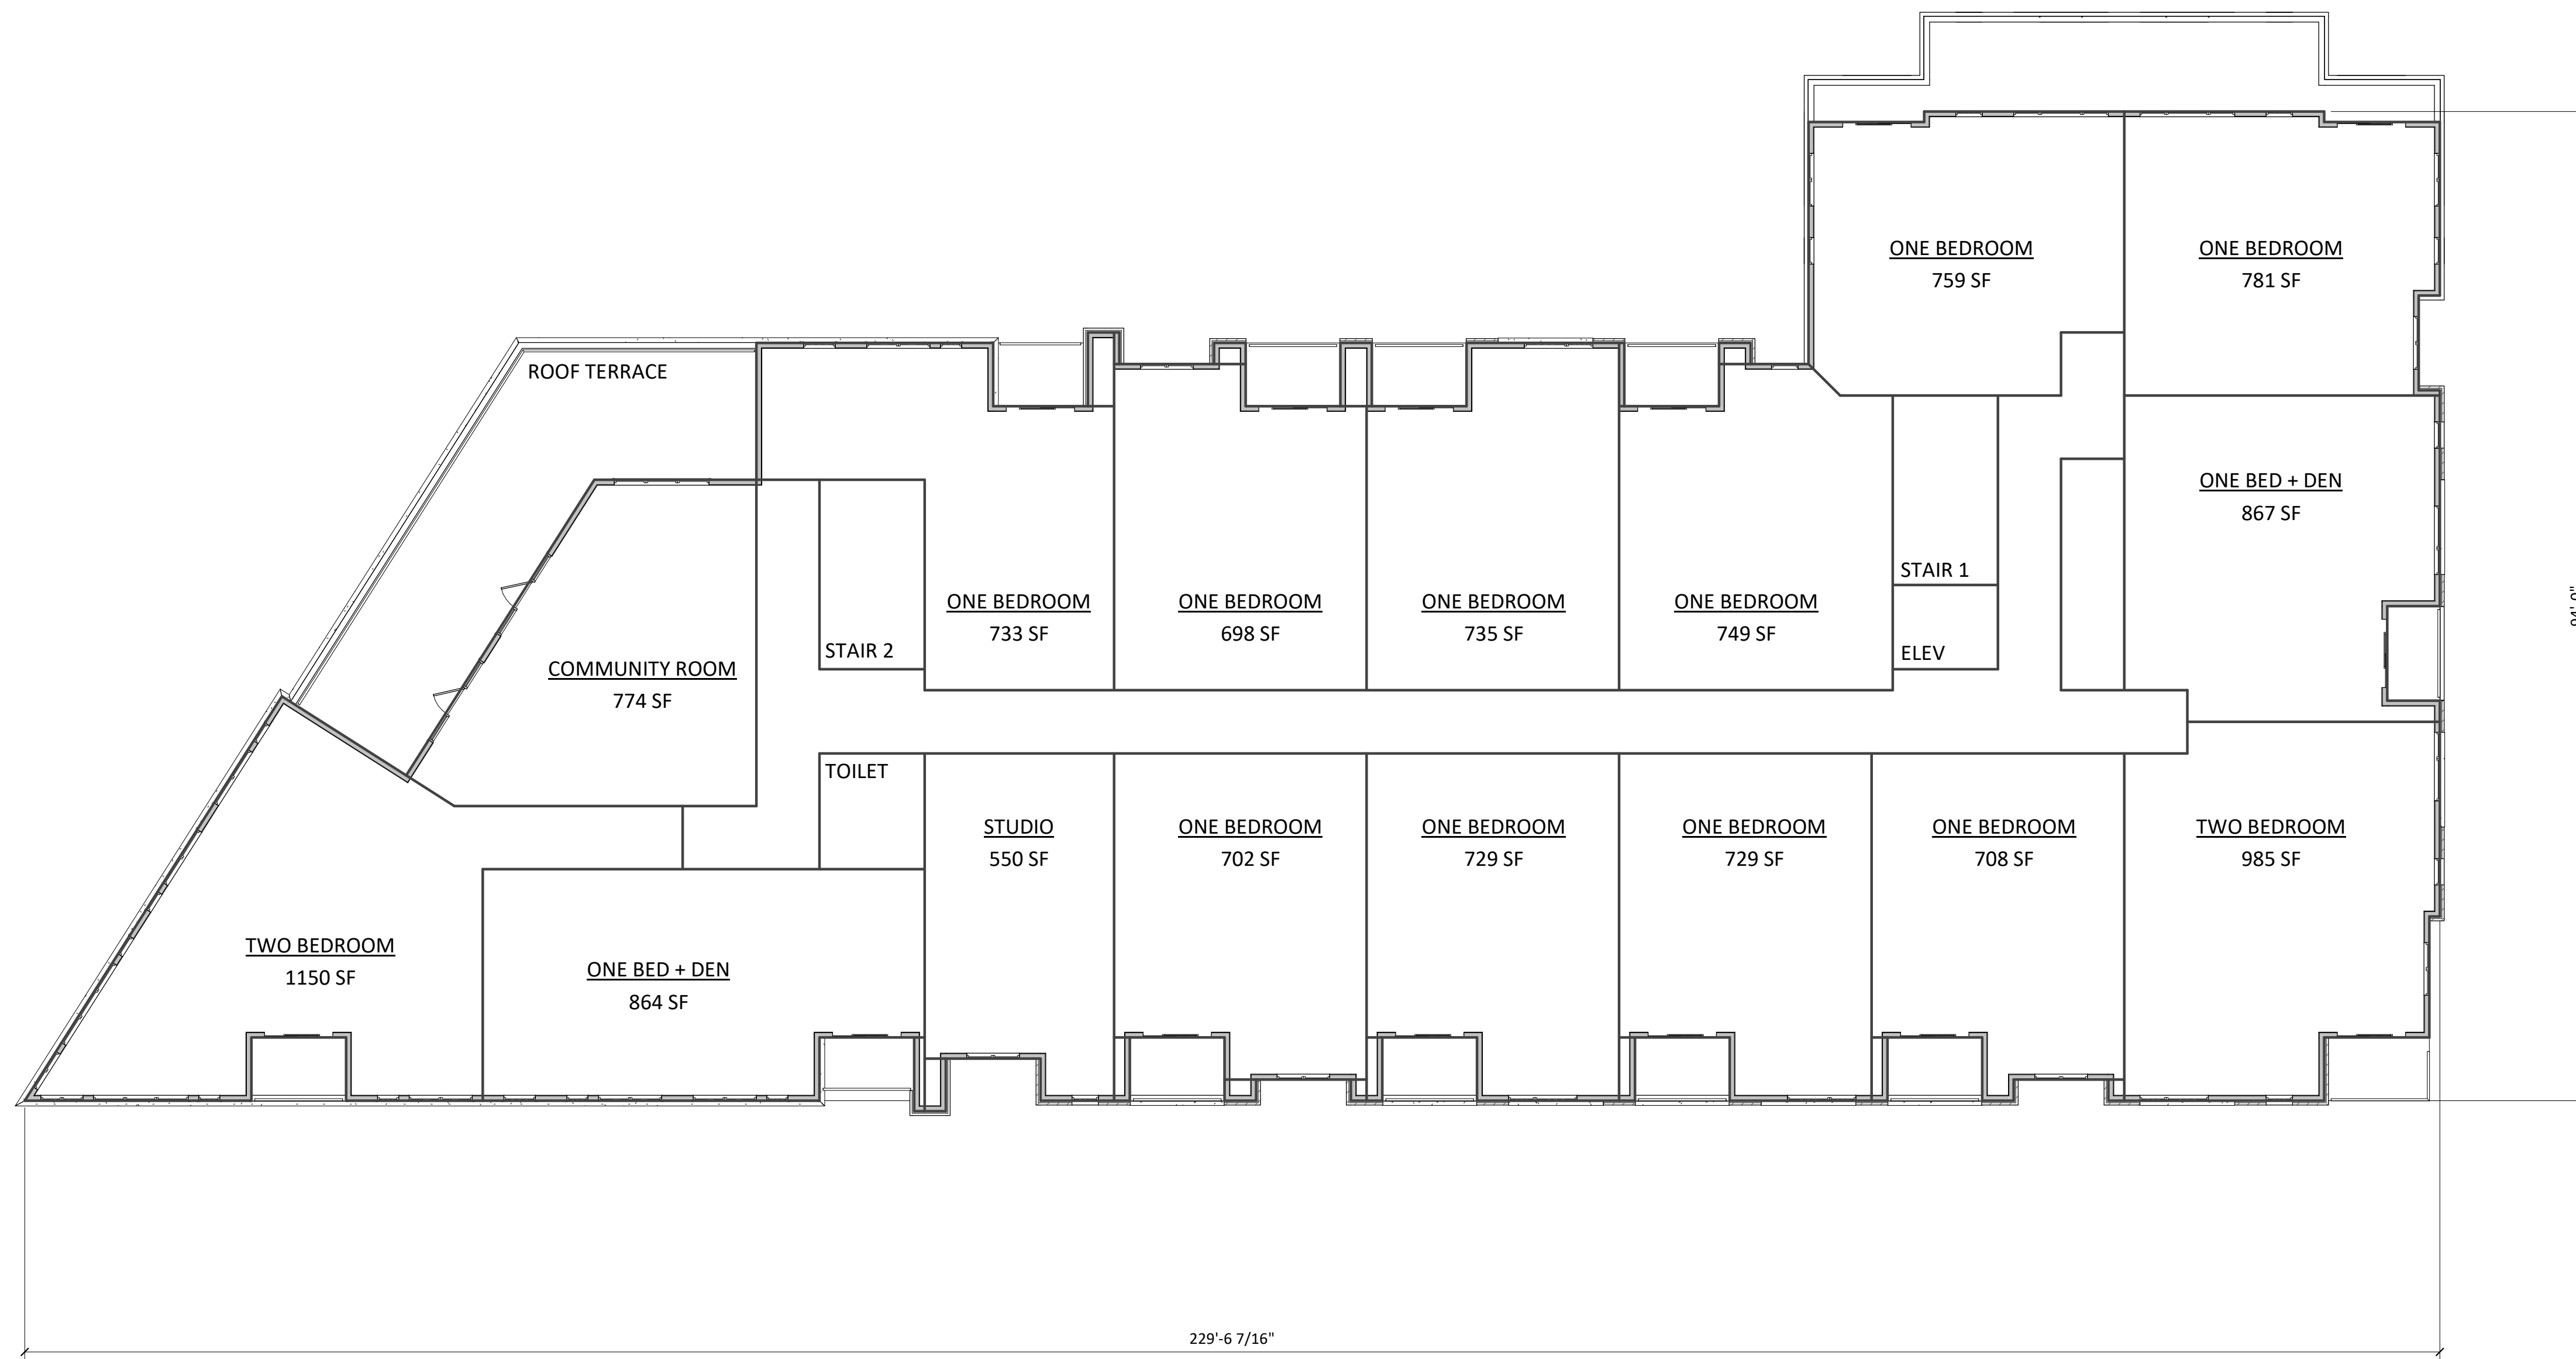 ONE BEDROOM
759 SF
ONE BEDROOM
781 SF
ROOF TERRACE
ONE BED + DEN
867 SF
STAIR 1
ONE BEDROOM
733 SF
ONE BEDROOM
698 SF
ONE BEDROOM
735 SF
ONE BEDROOM
749 SF
94'-0"
STAIR 2
ELEV
COMMUNITY ROOM
774 SF
TOILET
STUDIO
550 SF
ONE BEDROOM
702 SF
ONE BEDROOM
729 SF
ONE BEDROOM
729 SF
ONE BEDROOM
708 SF
TWO BEDROOM
985 SF
TWO BEDROOM
1150 SF
ONE BED + DEN
864 SF
229'-6 7/16"